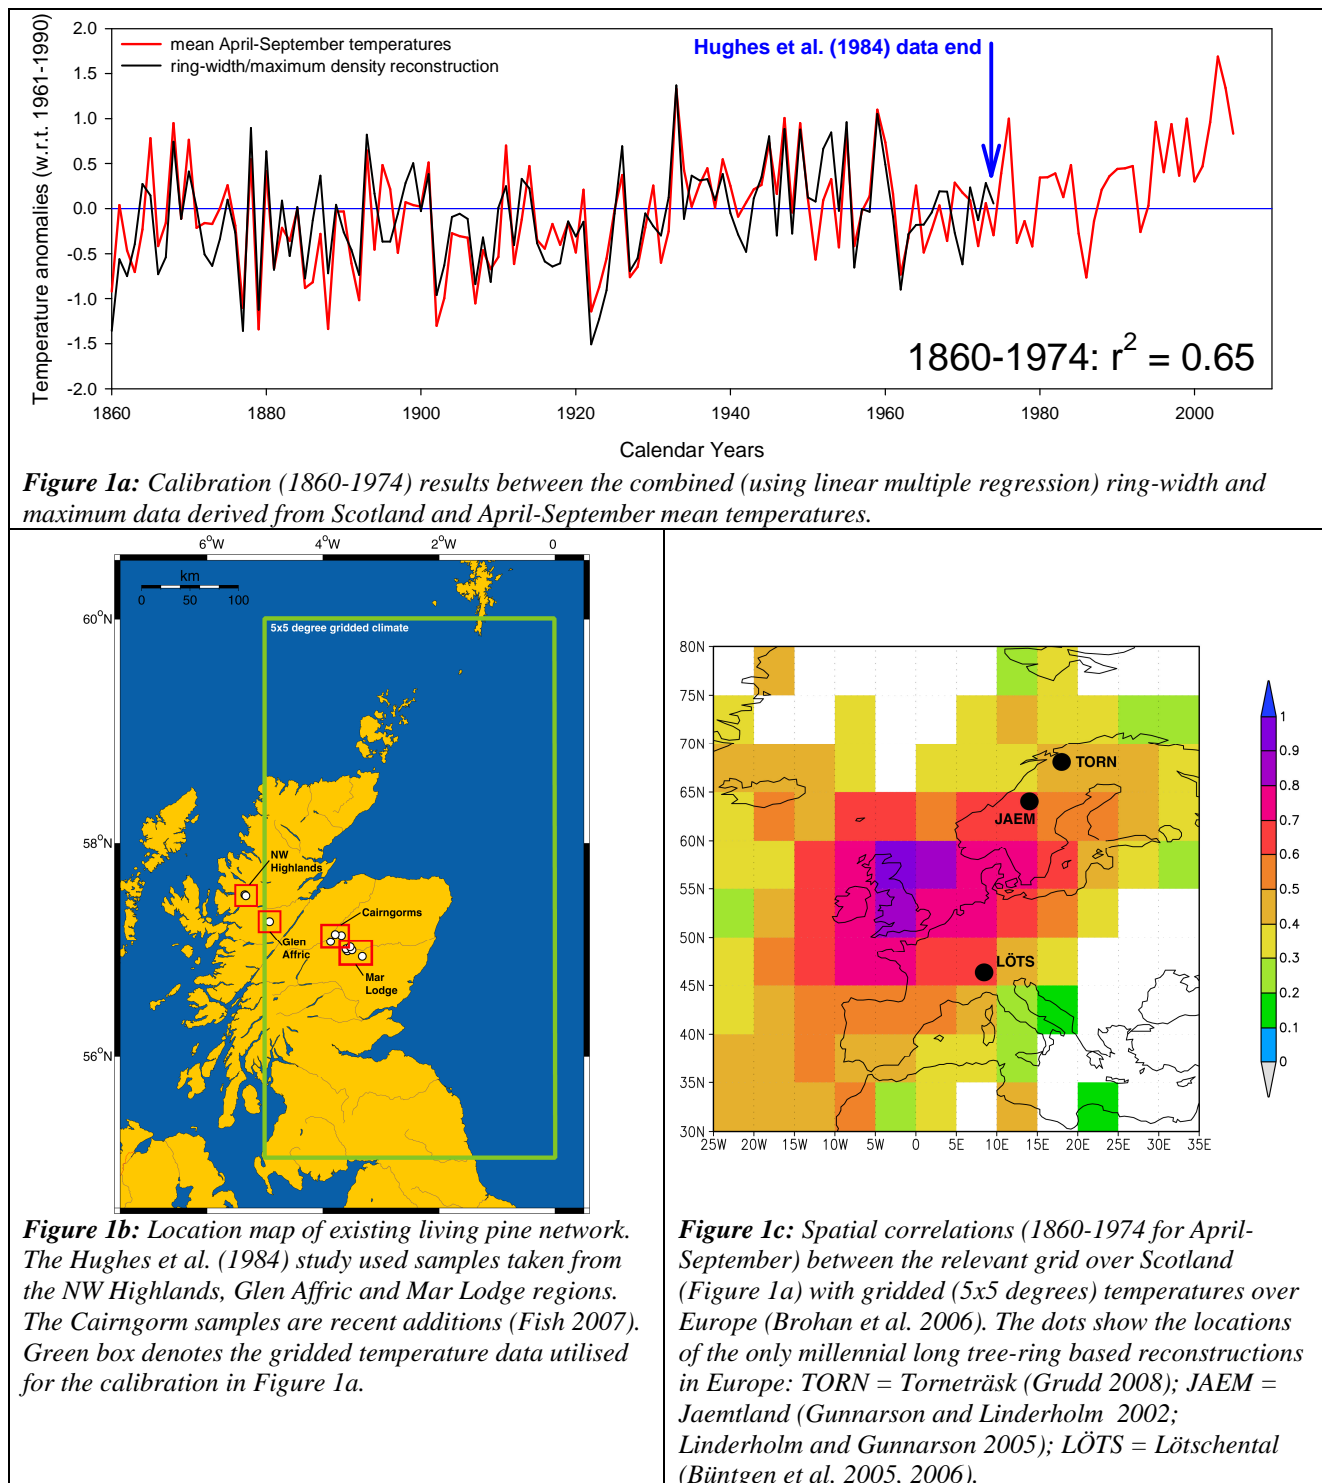 Temperature anomalies (w.r.t. 1961-1990)
2.0
1.5
1.0
0.5
0.0
-0.5
-1.0
-1.5
-2.0
mean April-September temperatures
ring-width/maximum density reconstruction
Hughes et al. (1984) data end
1860-1974: r² = 0.65
1860 1880 1900 1920 1940 1960 1980 2000
Calendar Years
Figure 1a: Calibration (1860-1974) results between the combined (using linear multiple regression) ring-width and
maximum data derived from Scotland and April-September mean temperatures.
6°W 4°W 2°W 0
km
0 50 100
60°N
5x5 degree gridded climate
58°N
NW
Highlands
Cairngorms
Glen
Affric
Mar
Lodge
56°N
Figure 1b: Location map of existing living pine network.
The Hughes et al. (1984) study used samples taken from
the NW Highlands, Glen Affric and Mar Lodge regions.
The Cairngorm samples are recent additions (Fish 2007).
Green box denotes the gridded temperature data utilised
for the calibration in Figure 1a.
80N
75N
70N
65N
60N
55N
50N
45N
40N
35N
30N
25W 20W 15W 10W 5W 0 5E 10E 15E 20E 25E 30E 35E
TORN
JAEM
LÖTS
1
0.9
0.8
0.7
0.6
0.5
0.4
0.3
0.2
0.1
0
Figure 1c: Spatial correlations (1860-1974 for April-
September) between the relevant grid over Scotland
(Figure 1a) with gridded (5x5 degrees) temperatures over
Europe (Brohan et al. 2006). The dots show the locations
of the only millennial long tree-ring based reconstructions
in Europe: TORN = Torneträsk (Grudd 2008); JAEM =
Jaemtland (Gunnarson and Linderholm 2002;
Linderholm and Gunnarson 2005); LÖTS = Lötschental
(Büntgen et al. 2005, 2006).